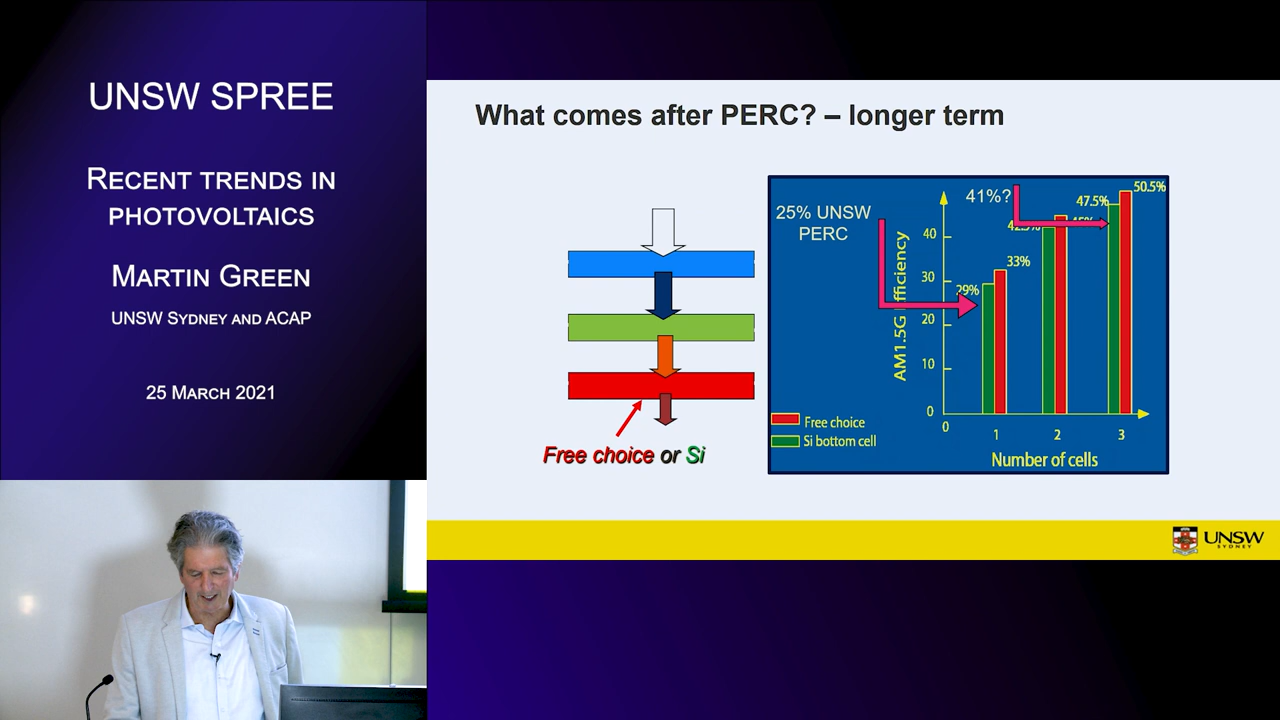 UNSW SPREE
RECENT TRENDS IN
PHOTOVOLTAICS
MARTIN GREEN
UNSW SYDNEY AND ACAP
25 MARCH 2021
What comes after PERC? – longer term
Free choice or Si
25% UNSW
PERC
41%?
47.5%
50.5%
33%
29%
AM1.5G efficiency
40
30
20
10
0
0
1
2
3
Number of cells
Free choice
Si bottom cell
UNSW
SYDNEY